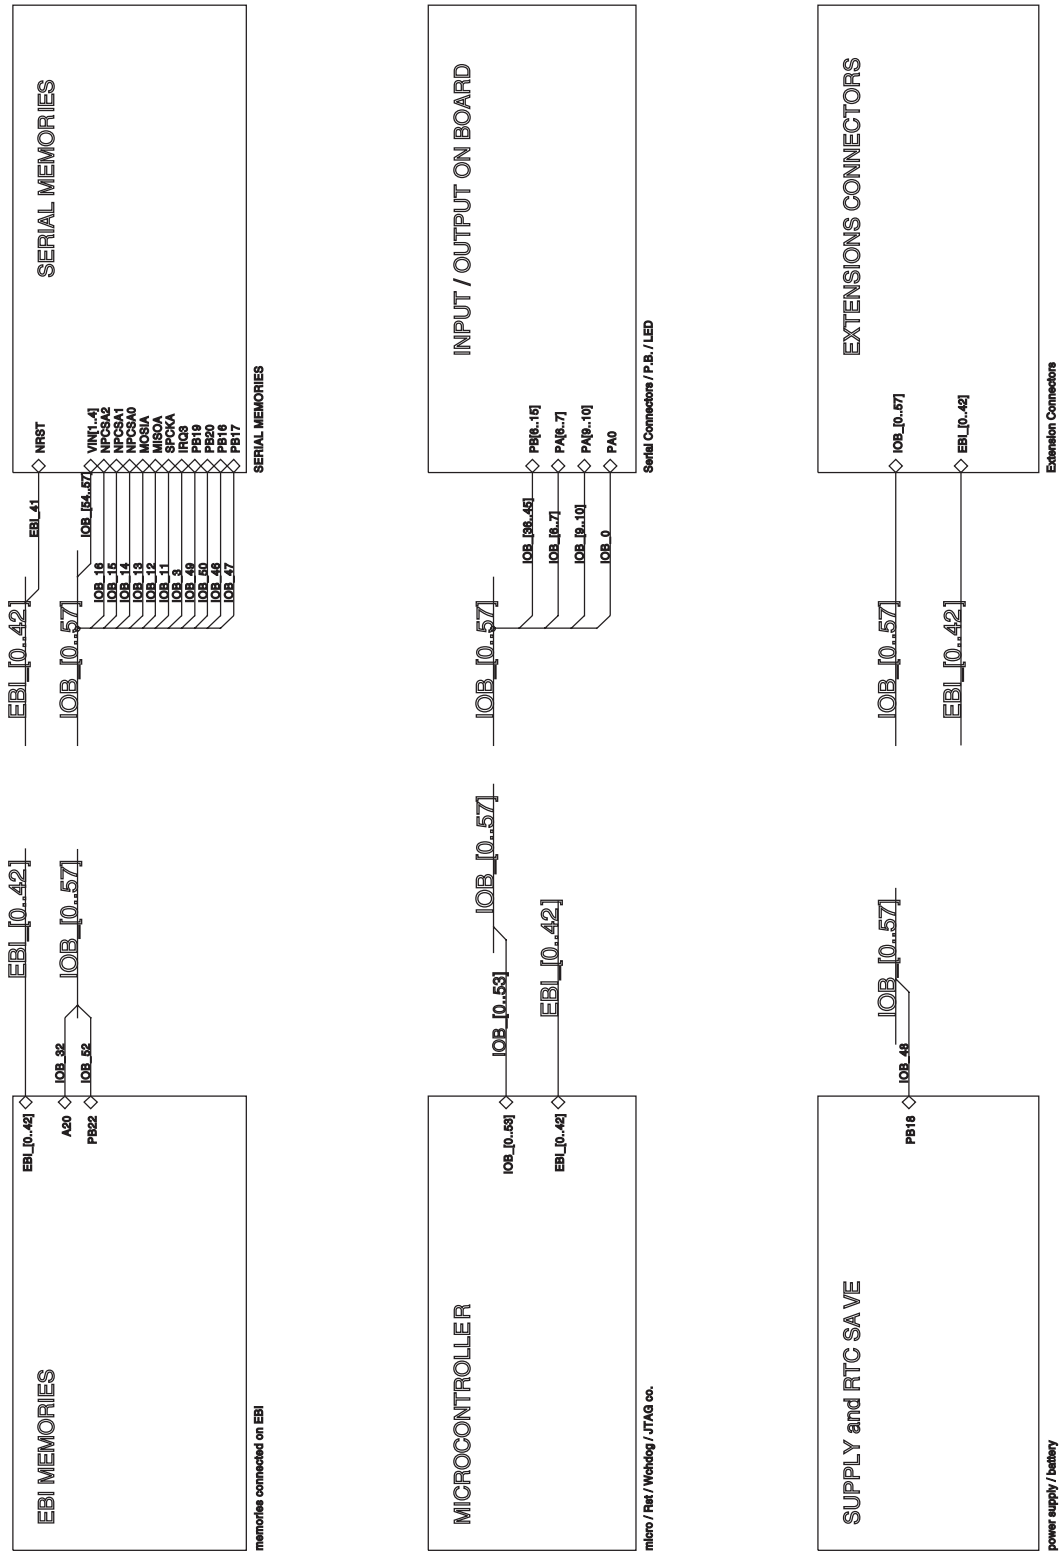 EBI MEMORIES
EBI_[0..42]
A20
PB22
IOB_32
IOB_52
EBI_[0..42]
IOB_[0..57]
memories connected on EBI
EBI_[0..42]
IOB_[0..57]
EBI_41
IOB_[54..57]
IOB_16
IOB_15
IOB_14
IOB_13
IOB_12
IOB_11
IOB_3
IOB_49
IOB_50
IOB_46
IOB_47
NRST
VIN[1..4]
NPCSA2
NPCSA1
NPCSA0
MOSIA
MISOA
SPCKA
IRQ3
PB19
PB20
PB16
PB17
SERIAL MEMORIES
SERIAL MEMORIES
MICROCONTROLLER
IOB_[0..53]
EBI_[0..42]
IOB_[0..53]
IOB_[0..57]
EBI_[0..42]
micro / Rst / Wchdog / JTAG co.
IOB_[0..57]
IOB_[36..45]
IOB_[6..7]
IOB_[9..10]
IOB_0
PB[6..15]
PA[6..7]
PA[9..10]
PA0
INPUT / OUTPUT ON BOARD
Serial Connectors / P.B. / LED
SUPPLY and RTC SAVE
PB18
IOB_48
IOB_[0..57]
power supply / battery
IOB_[0..57]
EBI_[0..42]
IOB_[0..57]
EBI_[0..42]
EXTENSIONS CONNECTORS
Extension Connectors